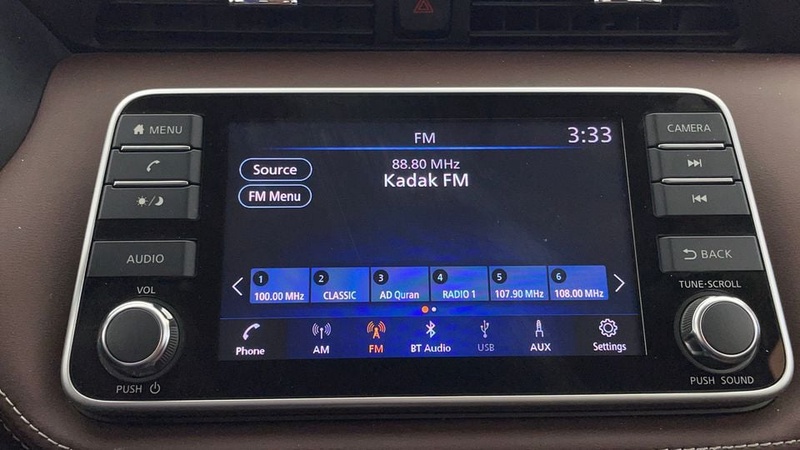 MENU
AUDIO
VOL
PUSH
FM
3:33
Source
FM Menu
88.80 MHz
Kadak FM
1
100.00 MHz
2
CLASSIC
3
AD Quran
4
RADIO 1
5
107.90 MHz
6
108.00 MHz
Phone
AM
FM
BT Audio
USB
AUX
Settings
CAMERA
BACK
TUNE·SCROLL
PUSH SOUND